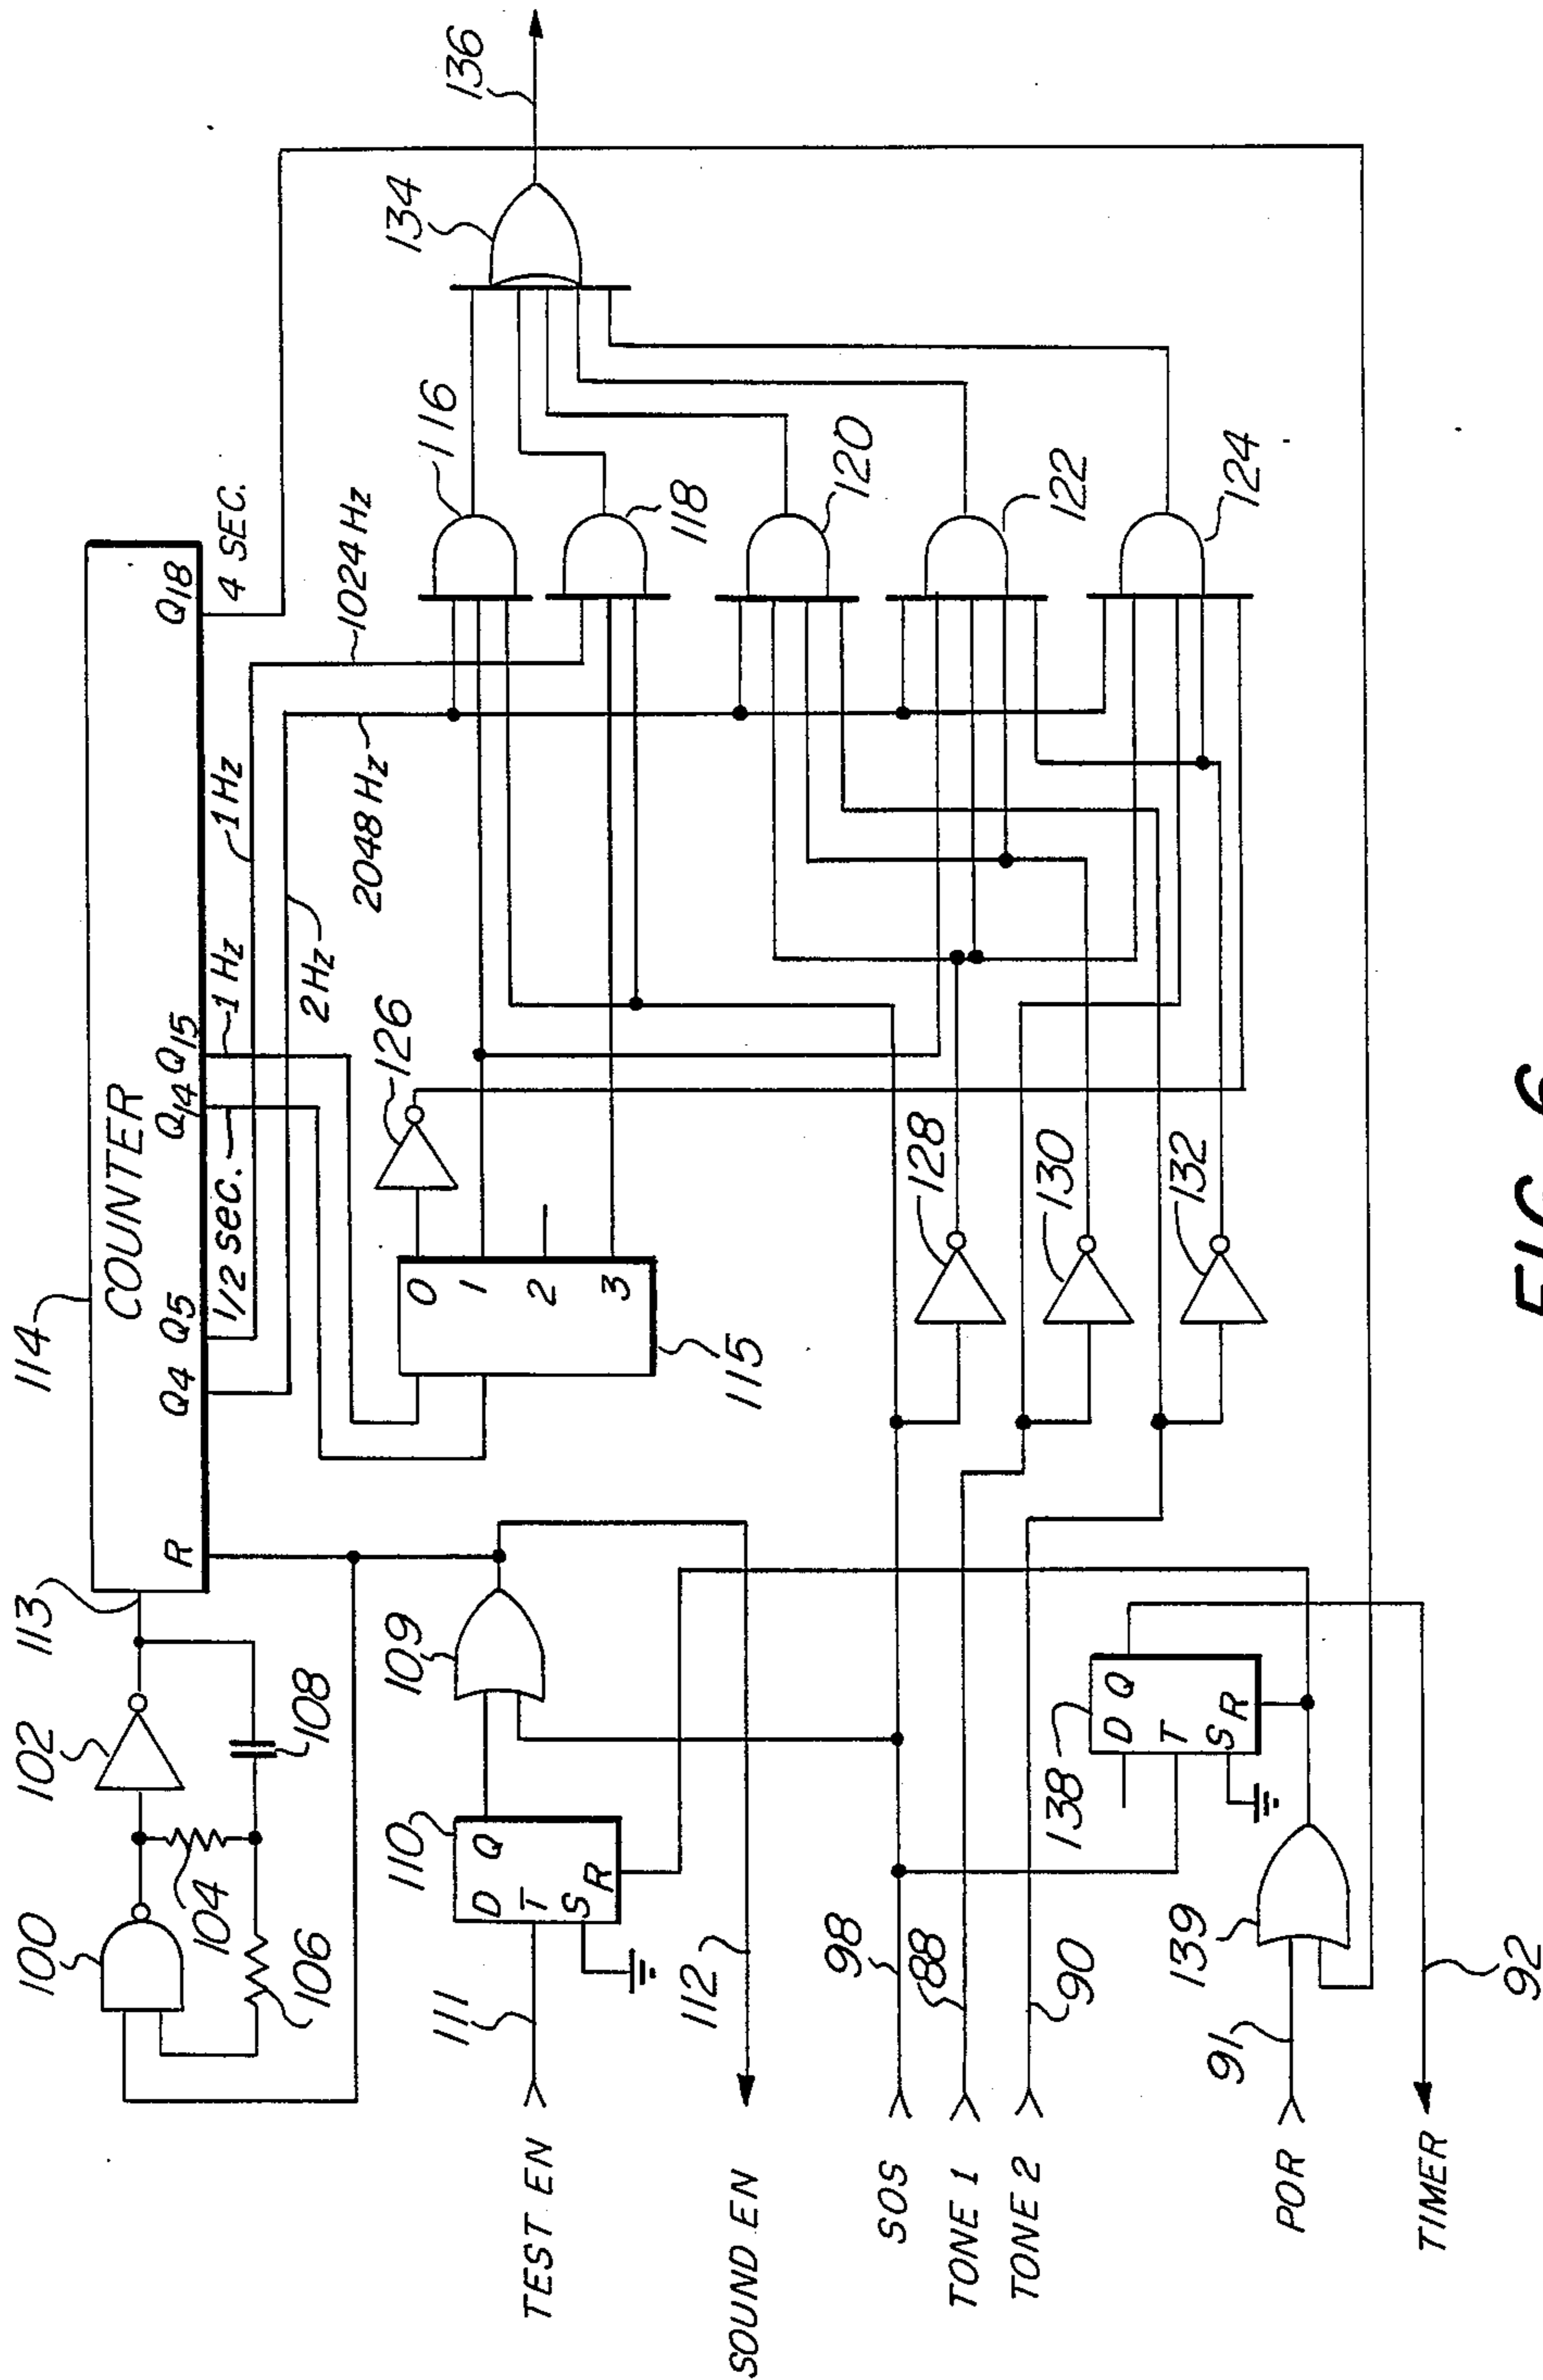 114
COUNTER
R
Q4
Q5
Q14
Q15
Q18
1/2 sec.
1 Hz
1 Hz
2 Hz
4 SEC.
1024 Hz
2048 Hz
113
102
100
104
106
108
109
110
D Q
T
S
R
111
TEST EN
112
SOUND EN
115
0
1
2
3
126
128
130
132
116
118
120
122
124
134
136
SOS
98
TONE 1
88
TONE 2
90
138
D Q
T
S
R
139
POR
91
TIMER
92